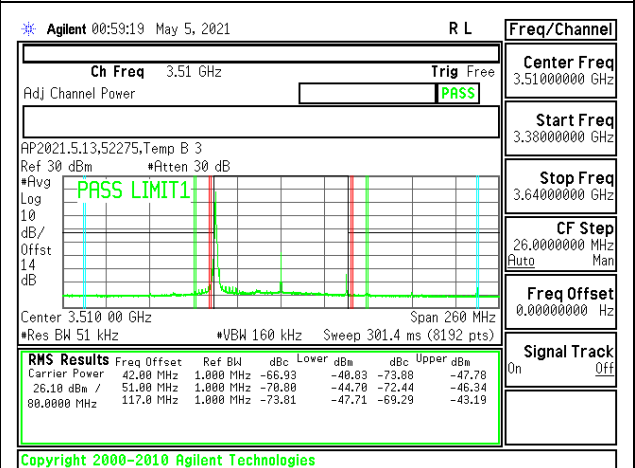 Agilent 00:59:19 May 5, 2021 R L
Freq/Channel
Ch Freq 3.51 GHz Trig Free
Adj Channel Power PASS
Center Freq
3.51000000 GHz
Start Freq
3.38000000 GHz
AP2021.5.13,52275,Temp B 3
Ref 30 dBm #Atten 30 dB
#Avg
Log
10
dB/
Offst
14
dB
PASS LIMIT1
Stop Freq
3.64000000 GHz
CF Step
26.0000000 MHz
Auto Man
Freq Offset
0.00000000 Hz
Center 3.510 00 GHz Span 260 MHz
#Res BW 51 kHz #VBW 160 kHz Sweep 301.4 ms (8192 pts)
Signal Track
On Off
RMS Results Freq Offset Ref BW dBc Lower dBm dBc Upper dBm
Carrier Power 42.00 MHz 1.000 MHz -66.93 -40.83 -73.88 -47.78
26.10 dBm / 51.00 MHz 1.000 MHz -70.80 -44.70 -72.44 -46.34
80.0000 MHz 117.0 MHz 1.000 MHz -73.81 -47.71 -69.29 -43.19
Copyright 2000-2010 Agilent Technologies